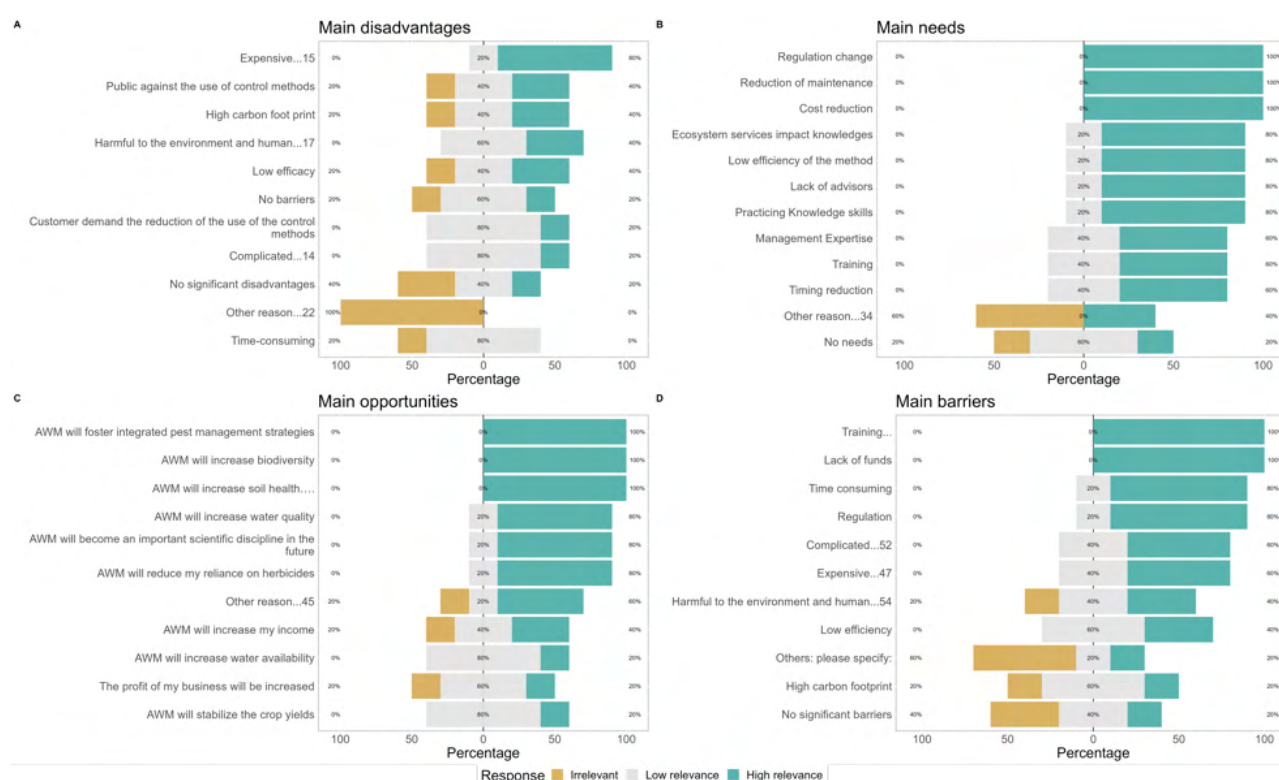 A
Main disadvantages
Expensive...15 0% 20% 80%
Public against the use of control methods 20% 40% 40%
High carbon foot print 20% 40% 40%
Harmful to the environment and human...17 0% 60% 40%
Low efficacy 20% 40% 40%
No barriers 20% 60% 20%
Customer demand the reduction of the use of the control
methods 0% 80% 20%
Complicated...14 0% 80% 20%
No significant disadvantages 40% 40% 20%
Other reason...22 100% 0% 0%
Time-consuming 20% 80% 0%
100 50 0 50 100
Percentage
B
Main needs
Regulation change 0% 0% 100%
Reduction of maintenance 0% 0% 100%
Cost reduction 0% 0% 100%
Ecosystem services impact knowledges 0% 20% 80%
Low efficiency of the method 0% 20% 80%
Lack of advisors 0% 20% 80%
Practicing Knowledge skills 0% 20% 80%
Management Expertise 0% 40% 60%
Training 0% 40% 60%
Timing reduction 0% 40% 60%
Other reason...34 60% 0% 40%
No needs 20% 60% 20%
100 50 0 50 100
Percentage
C
Main opportunities
AWM will foster integrated pest management strategies 0% 0% 100%
AWM will increase biodiversity 0% 0% 100%
AWM will increase soil health.... 0% 0% 100%
AWM will increase water quality 0% 20% 80%
AWM will become an important scientific discipline in the
future 0% 20% 80%
AWM will reduce my reliance on herbicides 0% 20% 80%
Other reason...45 20% 20% 60%
AWM will increase my income 20% 40% 40%
AWM will increase water availability 0% 80% 20%
The profit of my business will be increased 20% 60% 20%
AWM will stabilize the crop yields 0% 80% 20%
100 50 0 50 100
Percentage
D
Main barriers
Training... 0% 0% 100%
Lack of funds 0% 0% 100%
Time consuming 0% 20% 80%
Regulation 0% 20% 80%
Complicated...52 0% 40% 60%
Expensive...47 0% 40% 60%
Harmful to the environment and human...54 20% 40% 40%
Low efficiency 0% 60% 40%
Others: please specify: 60% 20% 20%
High carbon footprint 20% 60% 20%
No significant barriers 40% 40% 20%
100 50 0 50 100
Percentage
Response Irrelevant Low relevance High relevance